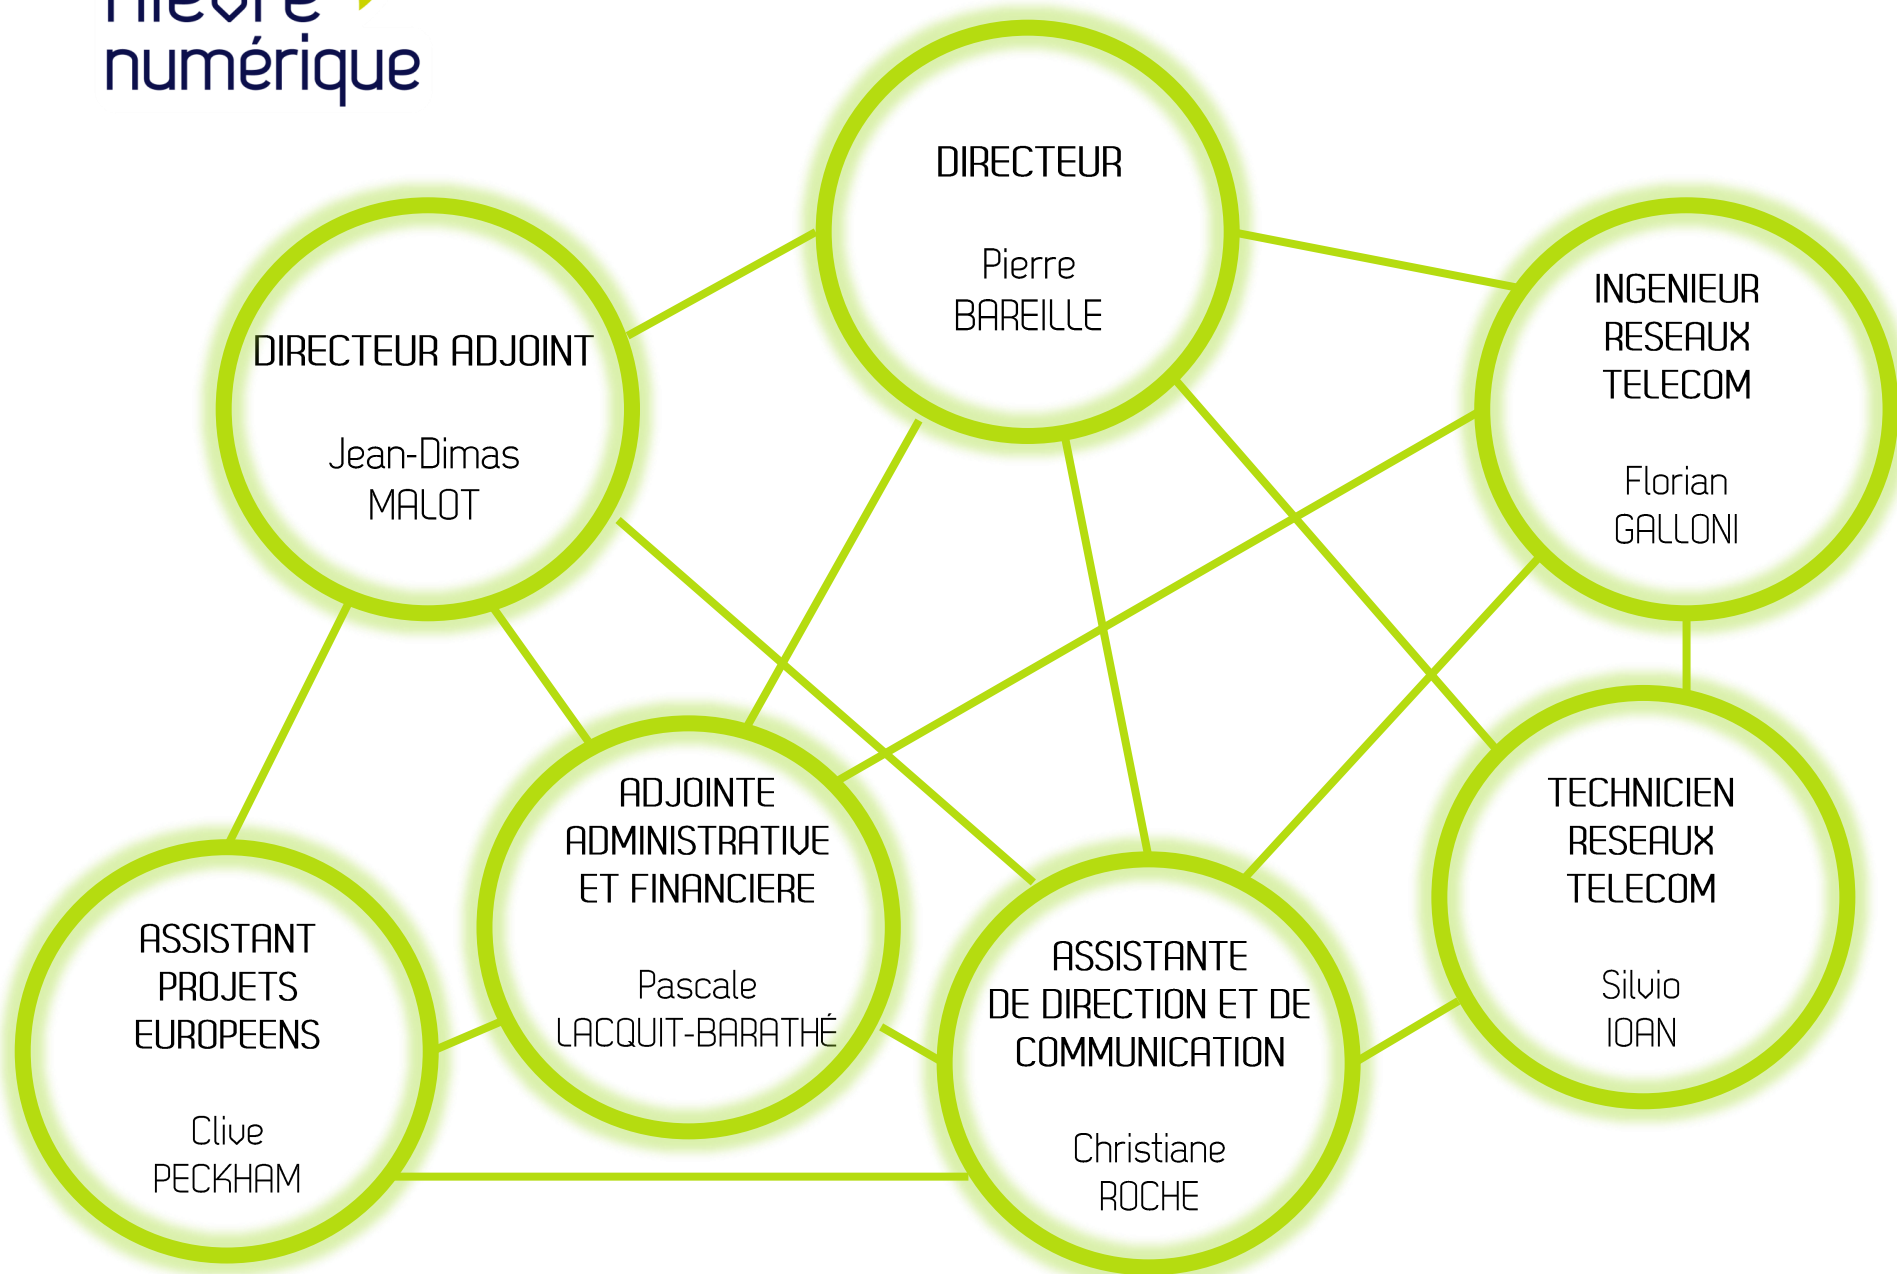 numérique
DIRECTEUR
Pierre
BAREILLE
DIRECTEUR ADJOINT
Jean-Dimas
MALOT
INGENIEUR
RESEAUX
TELECOM
Florian
GALLONI
ADJOINTE
ADMINISTRATIVE
ET FINANCIERE
Pascale
LACQUIT-BARATHÉ
TECHNICIEN
RESEAUX
TELECOM
Silvio
IOAN
ASSISTANT
PROJETS
EUROPEENS
Clive
PECKHAM
ASSISTANTE
DE DIRECTION ET DE
COMMUNICATION
Christiane
ROCHE